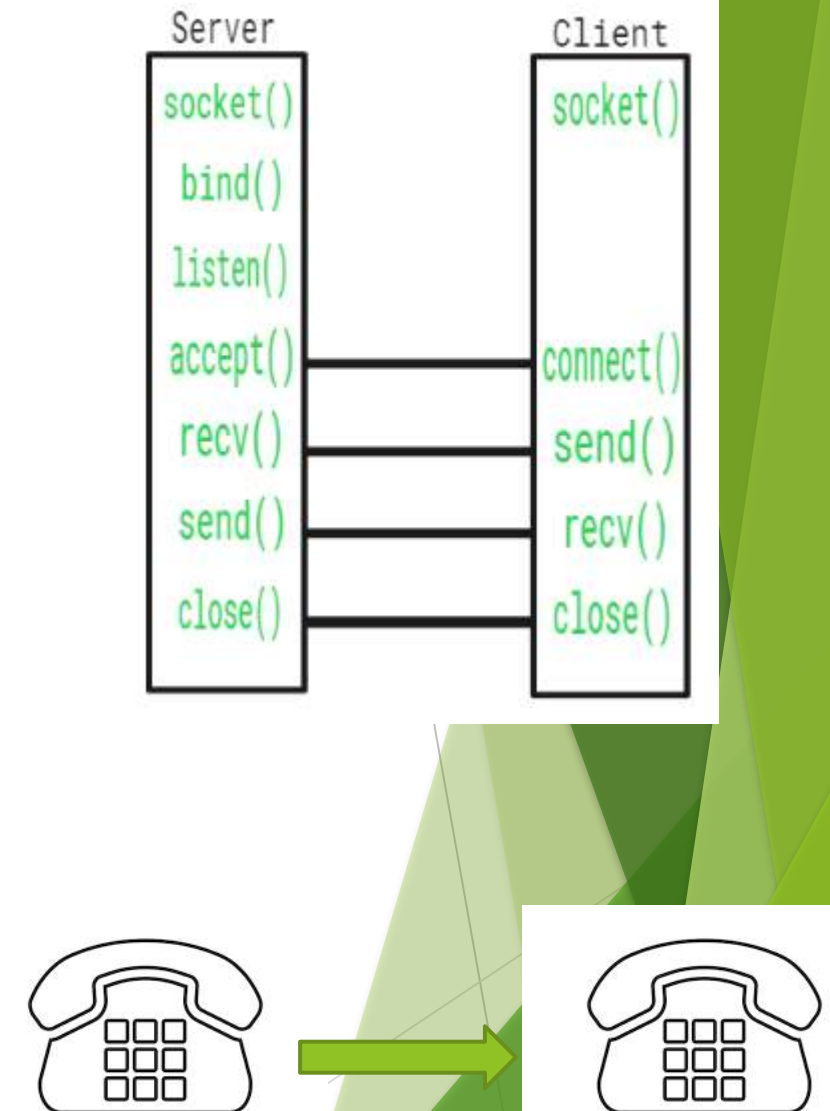 Server
socket()
bind()
listen()
accept()
recv()
send()
close()
Client
socket()
connect()
send()
recv()
close()